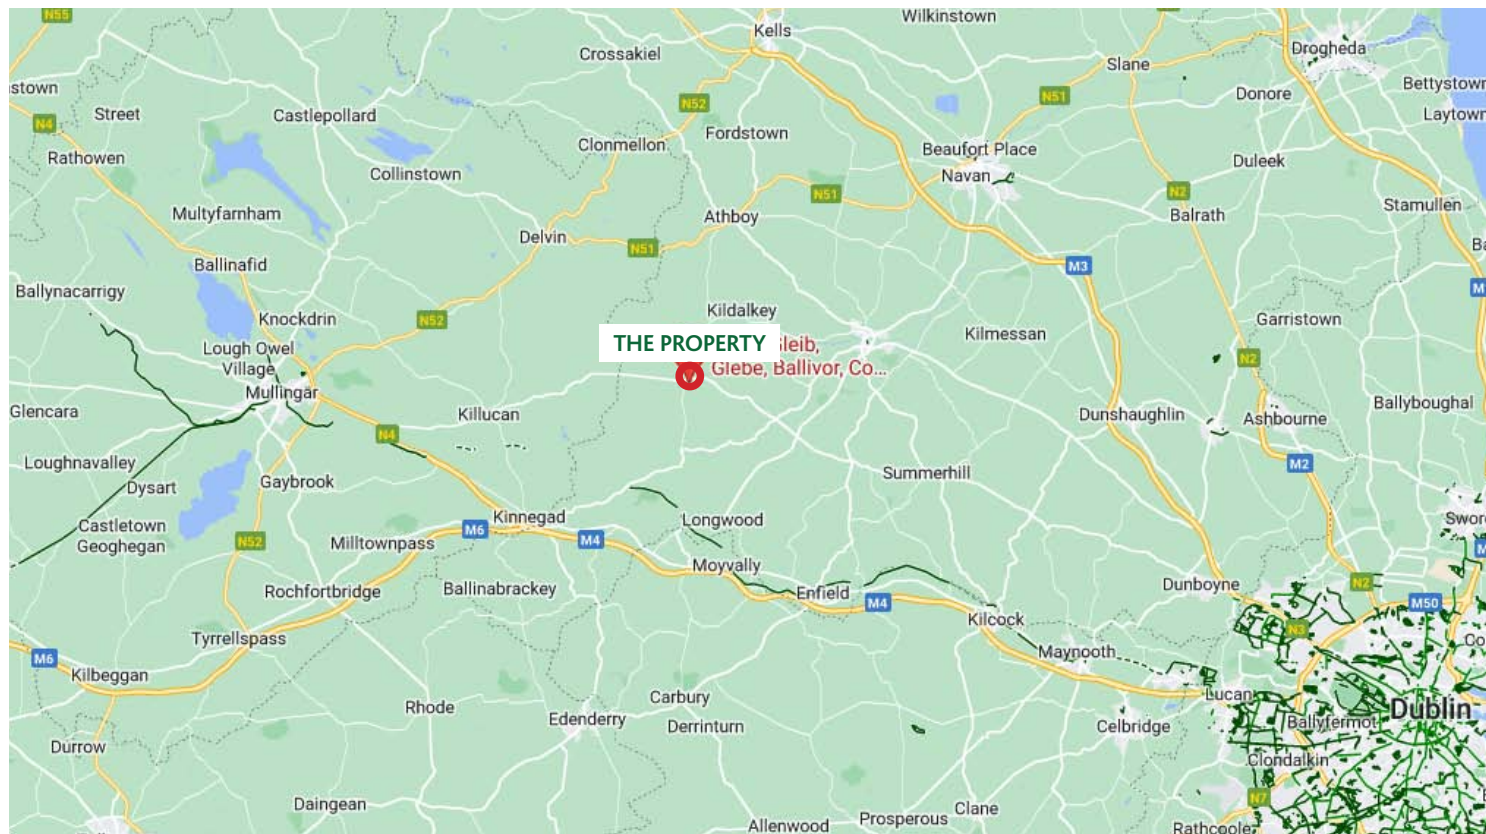 N55
Kells
Wilkinstown
Crossakiel
Drogheda
Slane
stown
Street
Castlepollard
N52
N51
Donore
Bettystown
Laytown
N4
Rathowen
Clonmellon
Fordstown
Beaufort Place
Navan
Duleek
Collinstown
N51
N2
Multyfarnham
Athboy
Balrath
Stamullen
Delvin
N51
Ballinafid
M3
Ballynacarrigy
Knockdrin
N52
Kildalkey
Kilmessan
Garristown
Lough Owel
Village
THE PROPERTY
Gleib,
Glebe, Ballivor, Co...
N2
Mullingar
Glencara
Killucan
Dunshaughlin
Ashbourne
Ballyboughal
N4
Loughnavalley
Dysart
Gaybrook
Summerhill
M2
Castletown
Geoghegan
Kinnegad
Longwood
Swor
N52
Milltownpass
M6
M4
Moyvally
Rochfortbridge
Ballinabrackey
Enfield
M4
Dunboyne
N2
M50
Kilcock
N3
Tyrrellspass
Maynooth
Co
M6
Kilbeggan
Rhode
Carbury
Derrinturn
Edenderry
Lucan
Celbridge
Ballyfermot
Dublin
Durrow
Clondalkin
Daingean
N7
Allenwood
Prosperous
Clane
Rathcoole